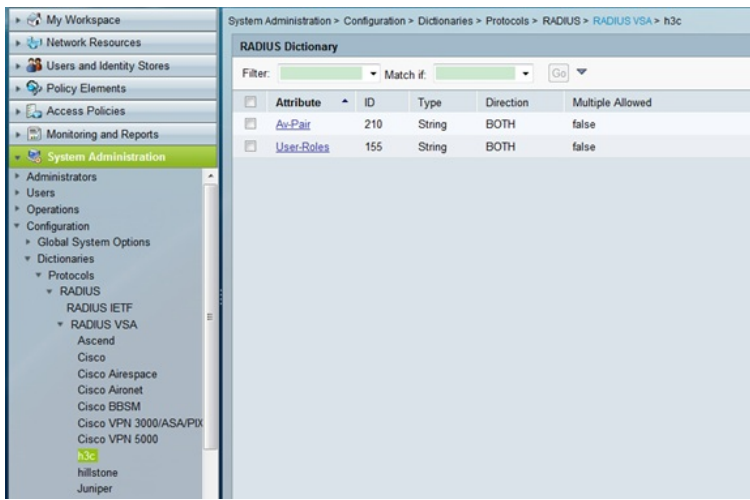 My Workspace
Network Resources
Users and Identity Stores
Policy Elements
Access Policies
Monitoring and Reports
System Administration
Administrators
Users
Operations
Configuration
Global System Options
Dictionaries
Protocols
RADIUS
RADIUS IETF
RADIUS VSA
Ascend
Cisco
Cisco Airespace
Cisco Aironet
Cisco BBSM
Cisco VPN 3000/ASA/PIX
Cisco VPN 5000
h3c
hillstone
Juniper
System Administration > Configuration > Dictionaries > Protocols > RADIUS > RADIUS VSA > h3c
RADIUS Dictionary
Filter: Match if: Go
Attribute ID Type Direction Multiple Allowed
Av-Pair 210 String BOTH false
User-Roles 155 String BOTH false